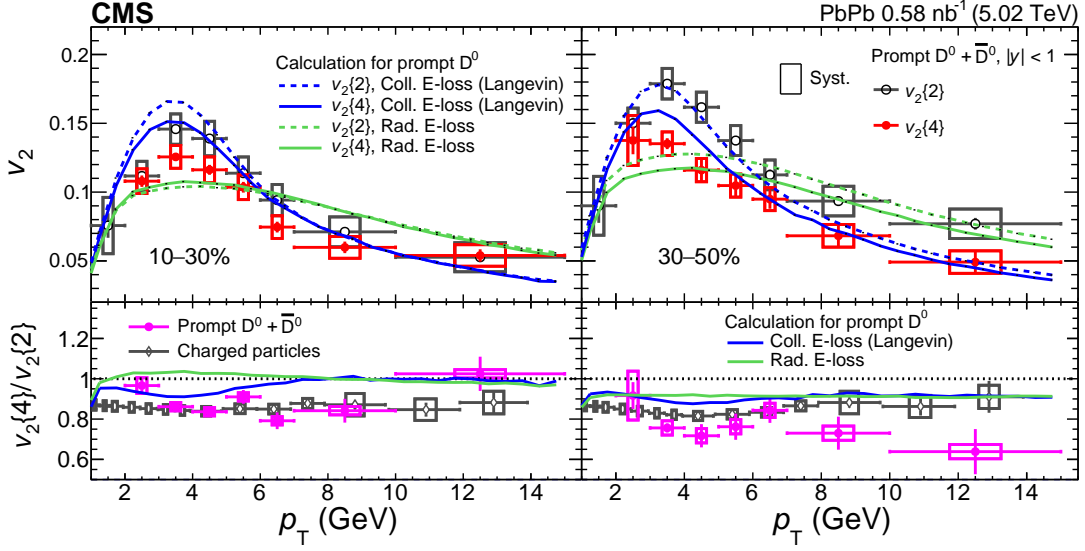 CMS
PbPb 0.58 nb⁻¹ (5.02 TeV)
v₂
0.2
0.15
0.1
0.05
Calculation for prompt D⁰
v₂{2}, Coll. E-loss (Langevin)
v₂{4}, Coll. E-loss (Langevin)
v₂{2}, Rad. E-loss
v₂{4}, Rad. E-loss
10–30%
Syst.
Prompt D⁰ + D̅⁰, |y| < 1
v₂{2}
v₂{4}
30–50%
v₂{4}/v₂{2}
1.2
1
0.8
0.6
Prompt D⁰ + D̅⁰
Charged particles
Calculation for prompt D⁰
Coll. E-loss (Langevin)
Rad. E-loss
2 4 6 8 10 12 14
2 4 6 8 10 12 14
p_T (GeV)
p_T (GeV)